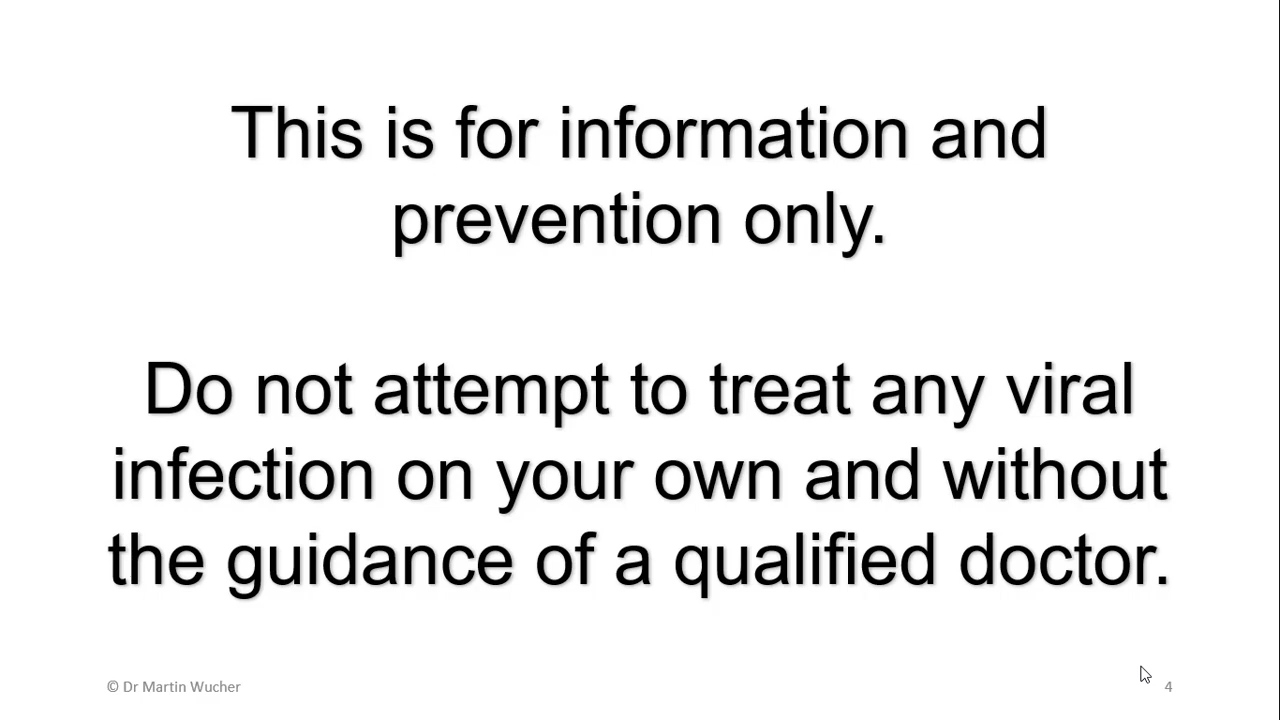 This is for information and
prevention only.
Do not attempt to treat any viral
infection on your own and without
the guidance of a qualified doctor.
© Dr Martin Wucher
4